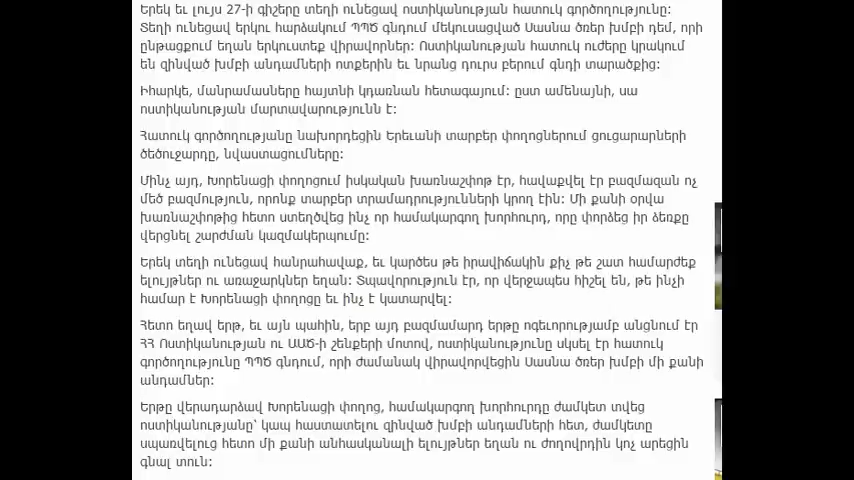 Երեկ եւ լույս 27-ի գիշերը տեղի ունեցավ ոստիկանության հատուկ գործողությունը:
Տեղի ունեցավ երկու հարձակում ՊՊԾ գնդում մեկուսացված Սասնա ծռեր խմբի դեմ, որի
ընթացքում եղան երկուստեք վիրավորներ: Ոստիկանության հատուկ ուժերը կրակում
են զինված խմբի անդամների ոտքերին եւ նրանց դուրս բերում գնդի տարածքից:
Իհարկե, մանրամասները հայտնի կդառնան հետագայում: ըստ ամենայնի, սա
ոստիկանության մարտավարությունն է:
Հատուկ գործողությանը նախորդեցին Երեւանի տարբեր փողոցներում ցուցարարների
ծեծուջարդը, նվաստացումները:
Մինչ այդ, Խորենացի փողոցում իսկական խառնաշփոթ էր, հավաքվել էր բազմազան ոչ
մեծ բազմություն, որոնք տարբեր տրամադրությունների կրող էին: Մի քանի օրվա
խառնաշփոթից հետո ստեղծվեց ինչ որ համակարգող խորհուրդ, որը փորձեց իր ձեռքը
վերցնել շարժման կազմակերպումը:
Երեկ տեղի ունեցավ հանրահավաք, եւ կարծես թե իրավիճակին քիչ թե շատ համարժեք
ելույթներ ու առաջարկներ եղան: Տպավորություն էր, որ վերջապես հիշել են, թե ինչի
համար է Խորենացի փողոցը եւ ինչ է կատարվել:
Հետո եղավ երթ, եւ այն պահին, երբ այդ բազմամարդ երթը ոգեւորությամբ անցնում էր
ՀՀ Ոստիկանության ու ԱԱԾ-ի շենքերի մոտով, ոստիկանությունը սկսել էր հատուկ
գործողությունը ՊՊԾ գնդում, որի ժամանակ վիրավորվեցին Սասնա ծռեր խմբի մի քանի
անդամներ:
Երթը վերադարձավ Խորենացի փողոց, համակարգող խորհուրդը ժամկետ տվեց
ոստիկանությանը՝ կապ հաստատելու զինված խմբի անդամների հետ, ժամկետը
սպառվելուց հետո մի քանի անհասկանալի ելույթներ եղան ու ժողովրդին կոչ արեցին
գնալ տուն: